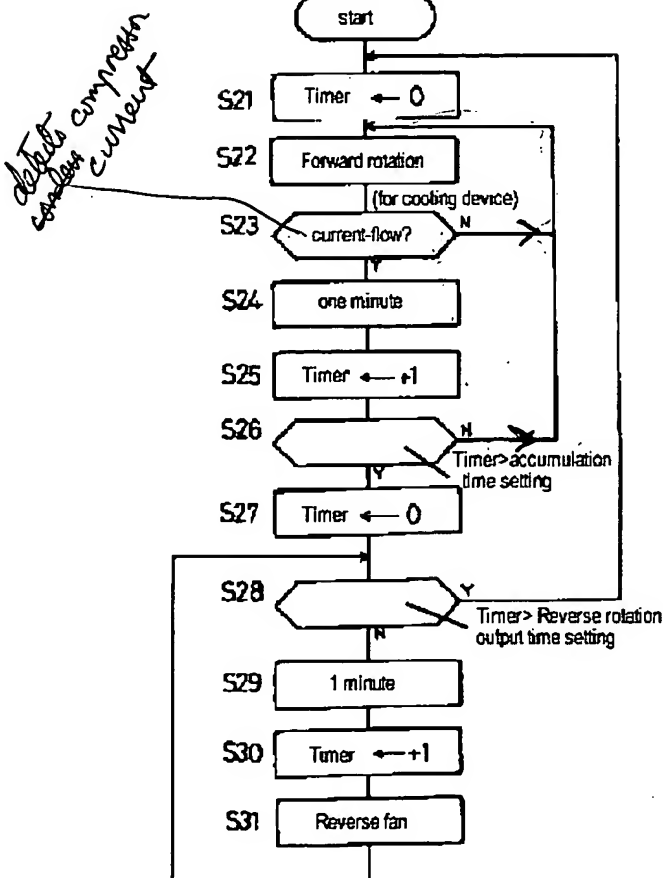 start
S21 Timer ← 0
S22 Forward rotation
(for cooling device)
S23 current-flow? N
Y
S24 one minute
S25 Timer ← +1
S26 N
Timer>accumulation
time setting
Y
S27 Timer ← 0
S28 Y
Timer> Reverse rotation
output time setting
N
S29 1 minute
S30 Timer ← +1
S31 Reverse fan
detects compressor
current